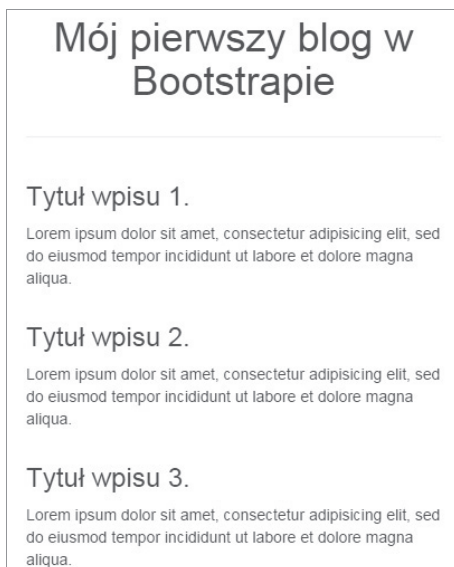 Mój pierwszy blog w
Bootstrapie
Tytuł wpisu 1.
Lorem ipsum dolor sit amet, consectetur adipisicing elit, sed
do eiusmod tempor incididunt ut labore et dolore magna
aliqua.
Tytuł wpisu 2.
Lorem ipsum dolor sit amet, consectetur adipisicing elit, sed
do eiusmod tempor incididunt ut labore et dolore magna
aliqua.
Tytuł wpisu 3.
Lorem ipsum dolor sit amet, consectetur adipisicing elit, sed
do eiusmod tempor incididunt ut labore et dolore magna
aliqua.